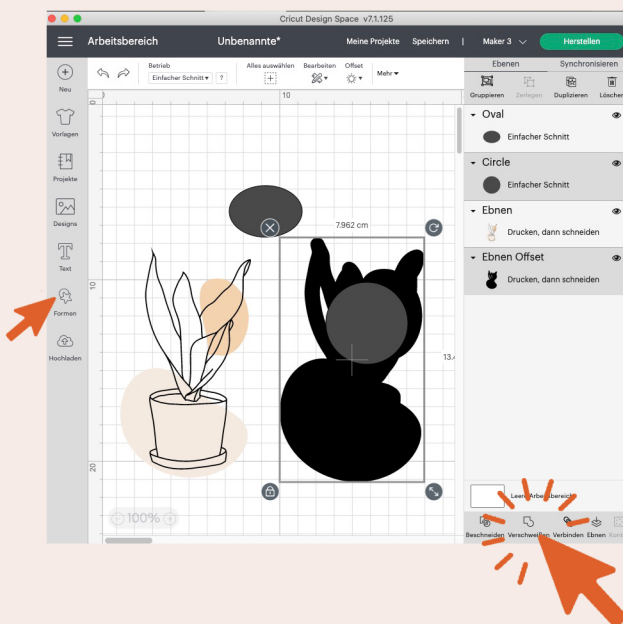 Cricut Design Space v7.1.125
Arbeitsbereich
Unbenannte*
Meine Projekte
Speichern
|
Maker 3
Herstellen
Neu
Vorlagen
Projekte
Designs
Text
Formen
Hochladen
Betrieb
Einfacher Schnitt
?
Alles auswählen
Bearbeiten
Offset
Mehr
0
10
10
20
7.962 cm
13.4
100%
Ebenen
Synchronisieren
Gruppieren
Zerlegen
Duplizieren
Löschen
Oval
Einfacher Schnitt
Circle
Einfacher Schnitt
Ebnen
Drucken, dann schneiden
Ebnen Offset
Drucken, dann schneiden
Beschneiden
Verschweißen
Verbinden
Ebnen